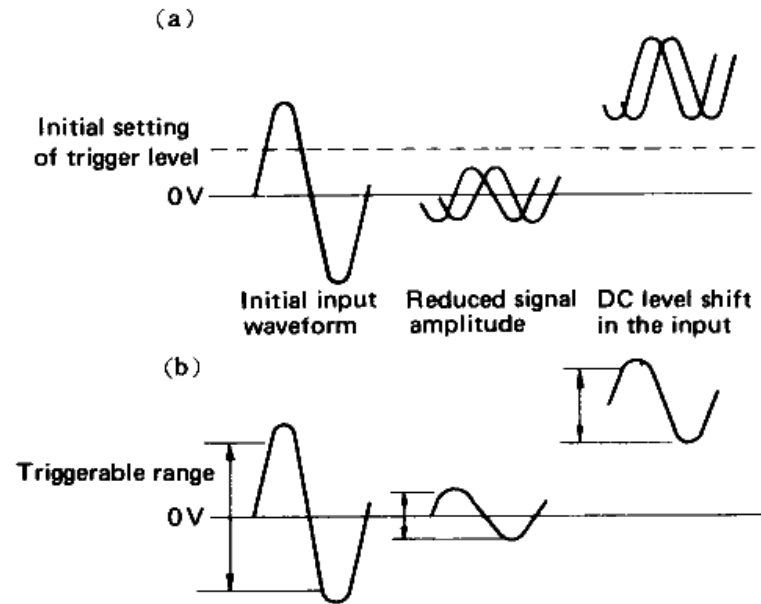 (a)
Initial setting
of trigger level
0V
Initial input
waveform
Reduced signal
amplitude
DC level shift
in the input
(b)
Triggerable range
0V